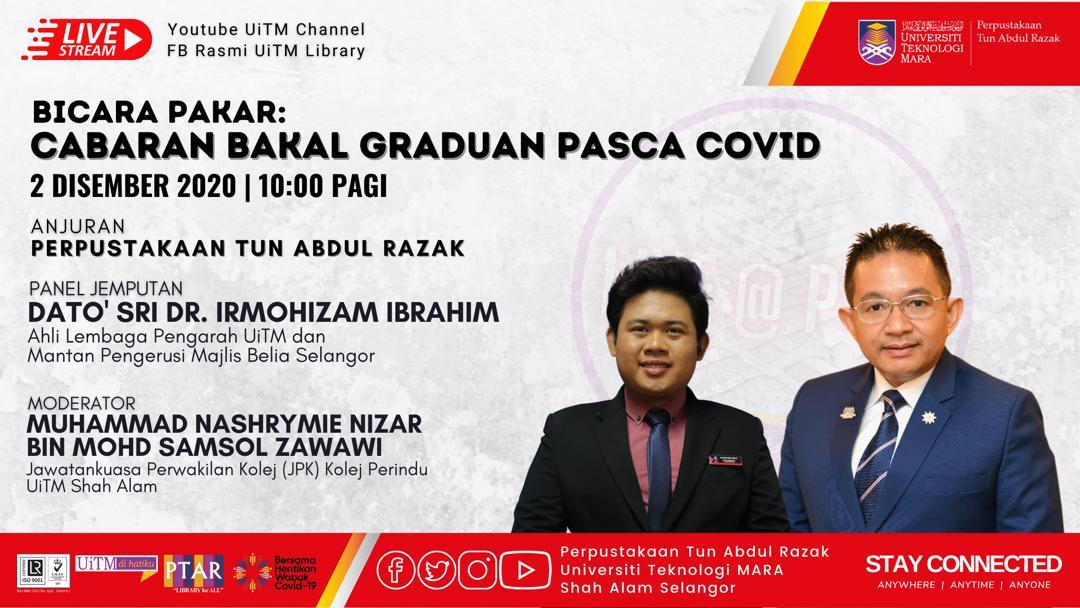 LIVE
STREAM
Youtube UiTM Channel
FB Rasmi UiTM Library
UNIVERSITI
TEKNOLOGI
MARA
Perpustakaan
Tun Abdul Razak
BICARA PAKAR:
CABARAN BAKAL GRADUAN PASCA COVID
2 DISEMBER 2020 | 10:00 PAGI
ANJURAN
PERPUSTAKAAN TUN ABDUL RAZAK
PANEL JEMPUTAN
DATO' SRI DR. IRMOHIZAM IBRAHIM
Ahli Lembaga Pengarah UiTM dan
Mantan Pengerusi Majlis Belia Selangor
MODERATOR
MUHAMMAD NASHRYMIE NIZAR
BIN MOHD SAMSOL ZAWAWI
Jawatankuasa Perwakilan Kolej (JPK) Kolej Perindu
UiTM Shah Alam
LR
ISO 9001
UKAS
UiTM di hatiku
PTAR
"LIBRARY for ALL"
Bersama
Hentikan
Wabak
Covid-19
Perpustakaan Tun Abdul Razak
Universiti Teknologi MARA
Shah Alam Selangor
STAY CONNECTED
ANYWHERE | ANYTIME | ANYONE